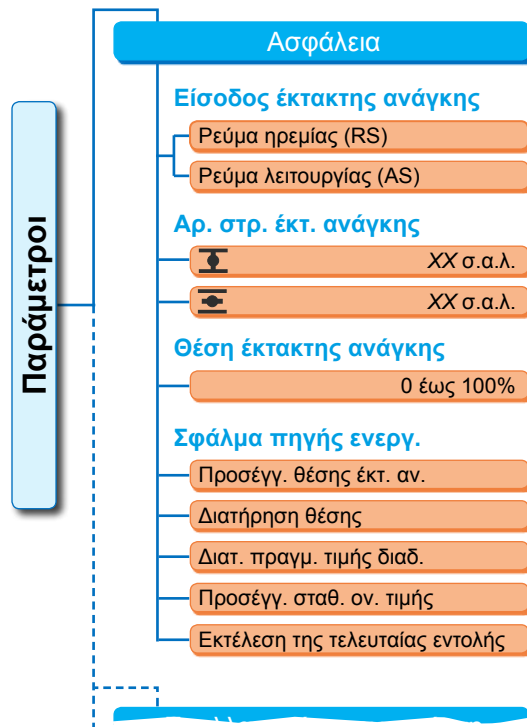 Παράμετροι
Ασφάλεια
Είσοδος έκτακτης ανάγκης
Ρεύμα ηρεμίας (RS)
Ρεύμα λειτουργίας (AS)
Αρ. στρ. έκτ. ανάγκης
XX σ.α.λ.
XX σ.α.λ.
Θέση έκτακτης ανάγκης
0 έως 100%
Σφάλμα πηγής ενεργ.
Προσέγγ. θέσης έκτ. αν.
Διατήρηση θέσης
Διατ. πραγμ. τιμής διαδ.
Προσέγγ. σταθ. ον. τιμής
Εκτέλεση της τελευταίας εντολής